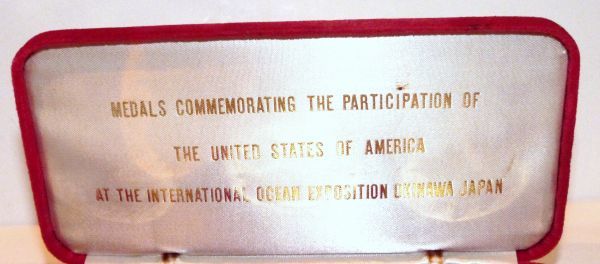 MEDALS COMMEMORATING THE PARTICIPATION OF
THE UNITED STATES OF AMERICA
AT THE INTERNATIONAL OCEAN EXPOSITION OKINAWA JAPAN